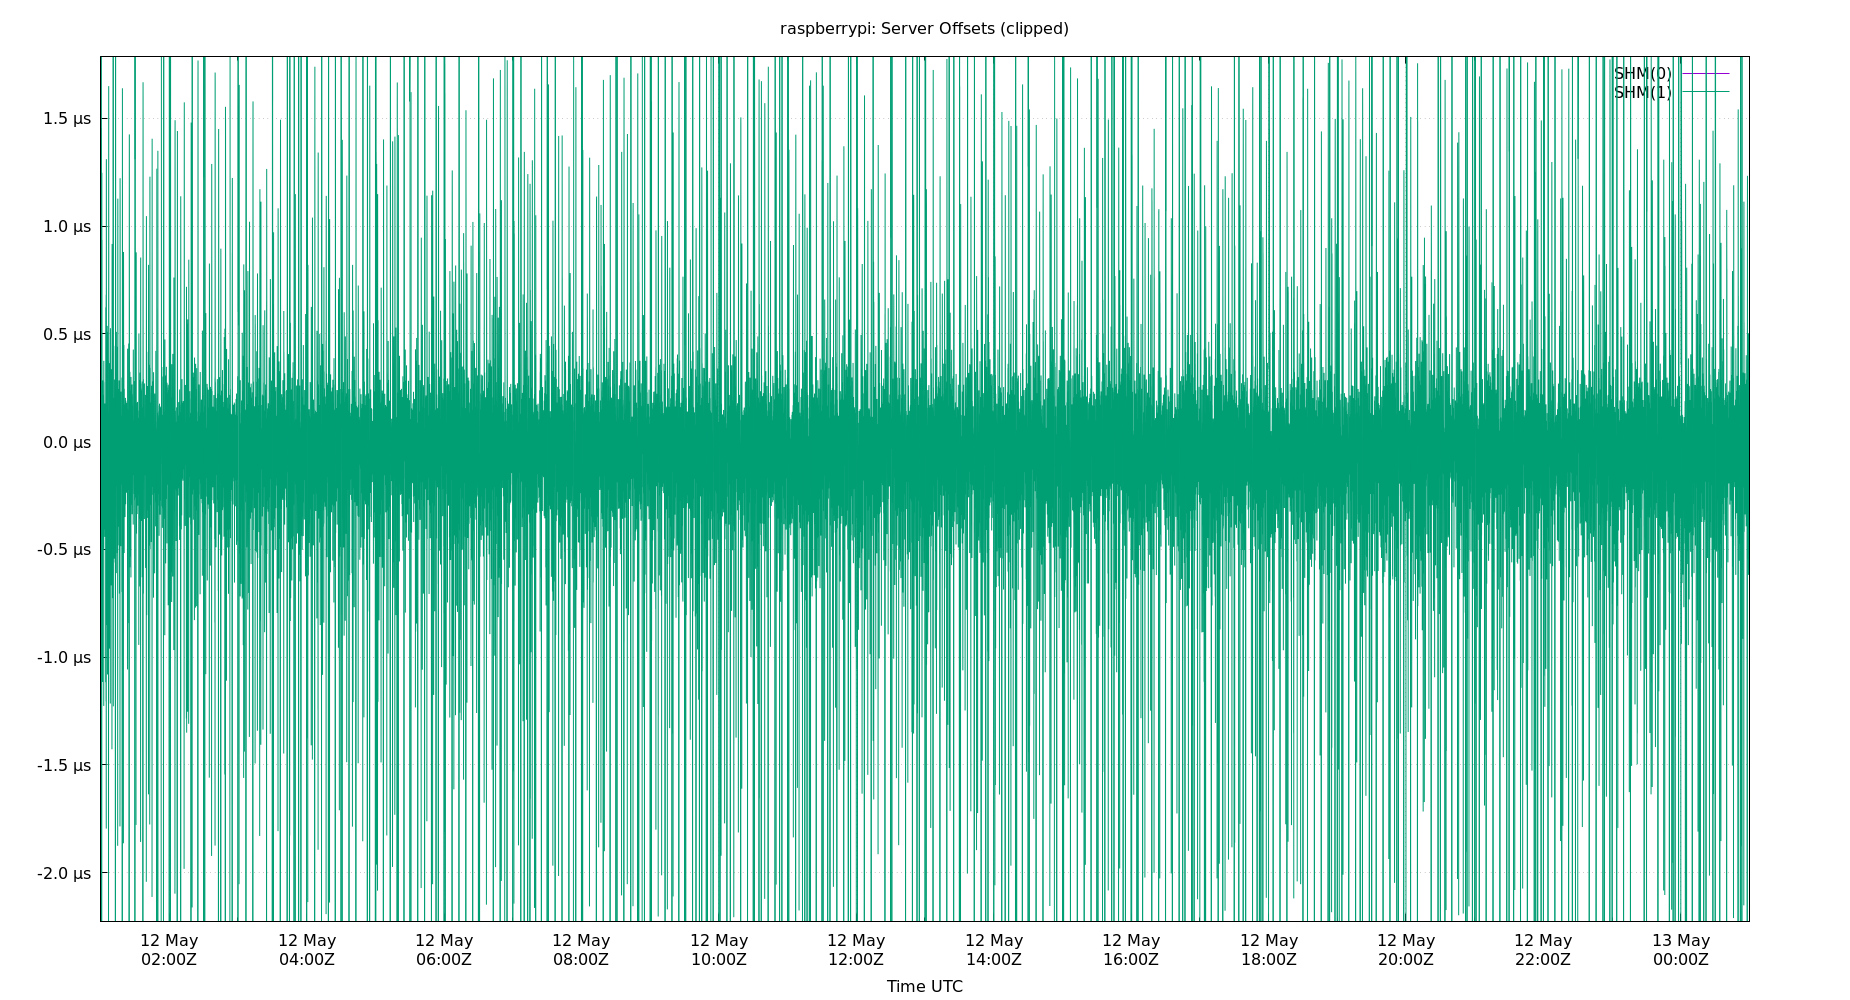 raspberrypi: Server Offsets (clipped)
SHM(0)
SHM(1)
1.5 µs
1.0 µs
0.5 µs
0.0 µs
-0.5 µs
-1.0 µs
-1.5 µs
-2.0 µs
12 May 12 May 12 May 12 May 12 May 12 May 12 May 12 May 12 May 12 May 12 May 13 May
02:00Z 04:00Z 06:00Z 08:00Z 10:00Z 12:00Z 14:00Z 16:00Z 18:00Z 20:00Z 22:00Z 00:00Z
Time UTC